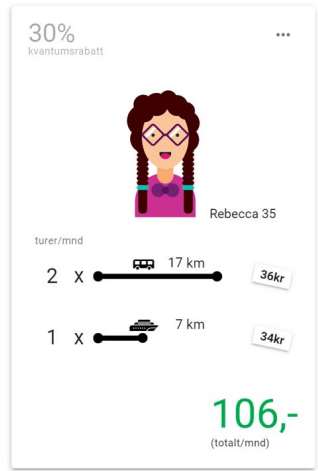 30%
kvantumsrabatt
Rebecca 35
turer/mnd
2 x 17 km 36kr
1 x 7 km 34kr
106,-
(totalt/mnd)